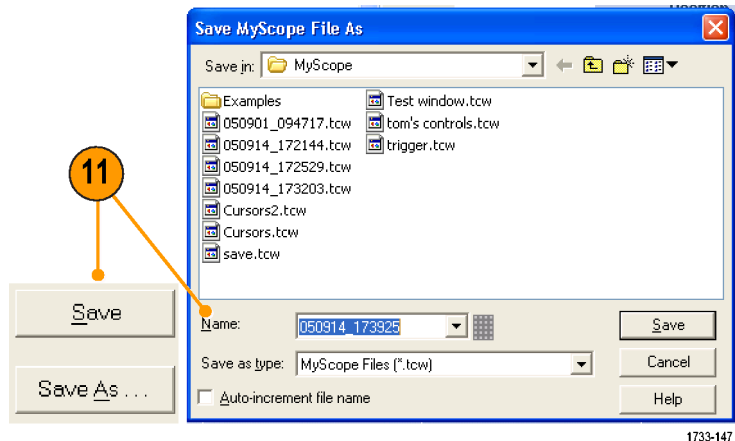 Save MyScope File As
Save in: MyScope
Examples
050901_094717.tcw
050914_172144.tcw
050914_172529.tcw
050914_173203.tcw
Cursors2.tcw
Cursors.tcw
save.tcw
Test window.tcw
tom's controls.tcw
trigger.tcw
11
Save
Save As . . .
Name: 050914_173925
Save
Save as type: MyScope Files (*.tcw)
Cancel
Auto-increment file name
Help
1733-147